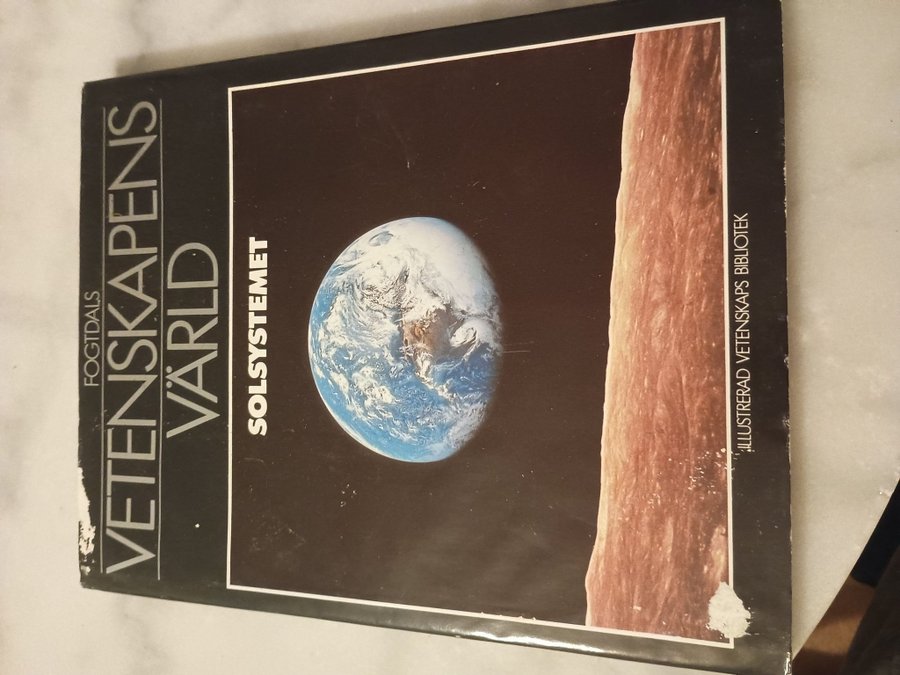 FOGTDALS
VETENSKAPENS
VÄRLD
SOLSYSTEMET
ILLUSTRERAD VETENSKAPS BIBLIOTEK